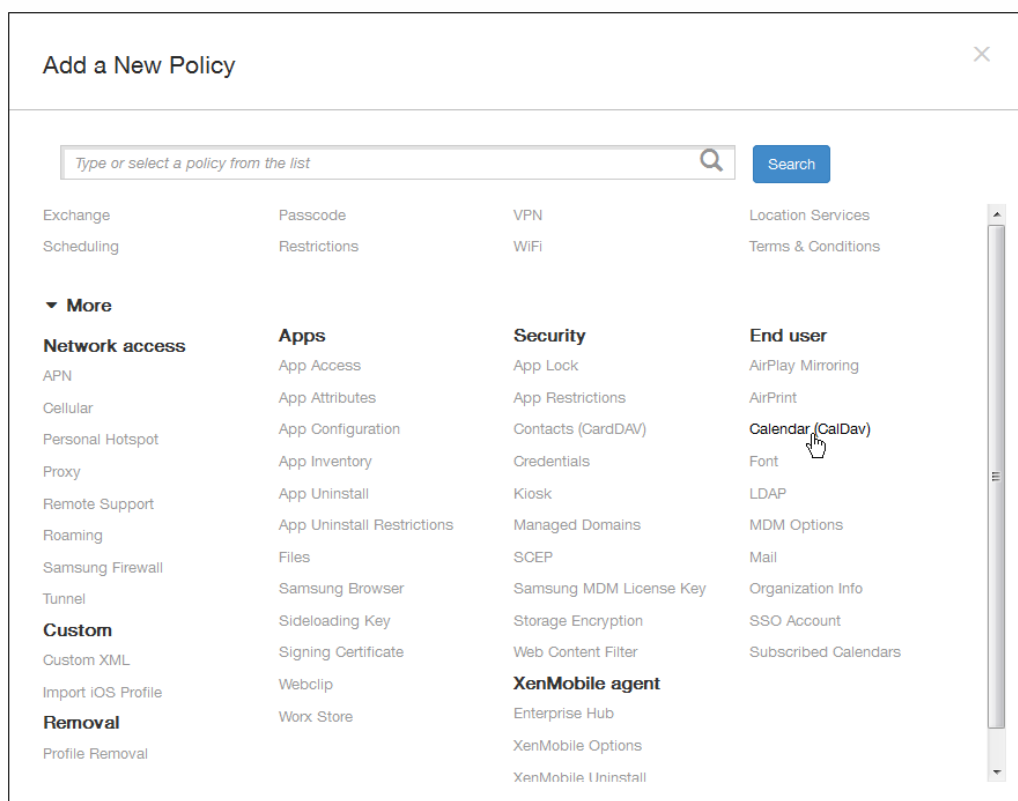 Add a New Policy
Type or select a policy from the list
Search
Exchange
Passcode
VPN
Location Services
Scheduling
Restrictions
WiFi
Terms & Conditions
More
Network access
APN
Cellular
Personal Hotspot
Proxy
Remote Support
Roaming
Samsung Firewall
Tunnel
Custom
Custom XML
Import iOS Profile
Removal
Profile Removal
Apps
App Access
App Attributes
App Configuration
App Inventory
App Uninstall
App Uninstall Restrictions
Files
Samsung Browser
Sideloading Key
Signing Certificate
Webclip
Worx Store
Security
App Lock
App Restrictions
Contacts (CardDAV)
Credentials
Kiosk
Managed Domains
SCEP
Samsung MDM License Key
Storage Encryption
Web Content Filter
XenMobile agent
Enterprise Hub
XenMobile Options
XenMobile Uninstall
End user
AirPlay Mirroring
AirPrint
Calendar (CalDav)
Font
LDAP
MDM Options
Mail
Organization Info
SSO Account
Subscribed Calendars